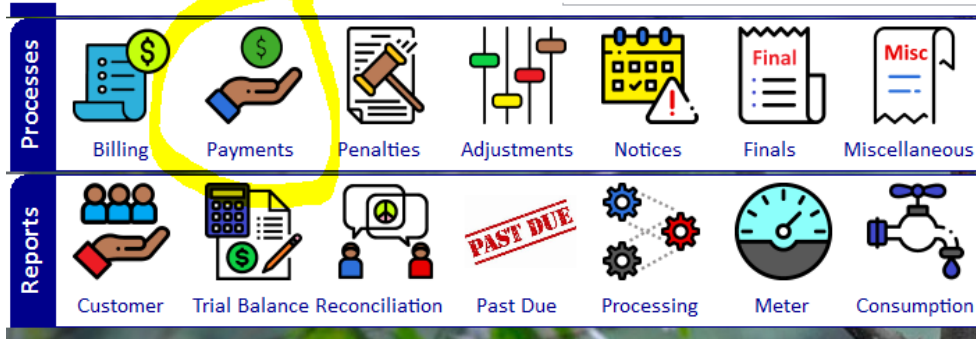 Processes
$
$
Final
Misc
Billing
Payments
Penalties
Adjustments
Notices
Finals
Miscellaneous
Reports
$
PAST DUE
Customer
Trial Balance
Reconciliation
Past Due
Processing
Meter
Consumption